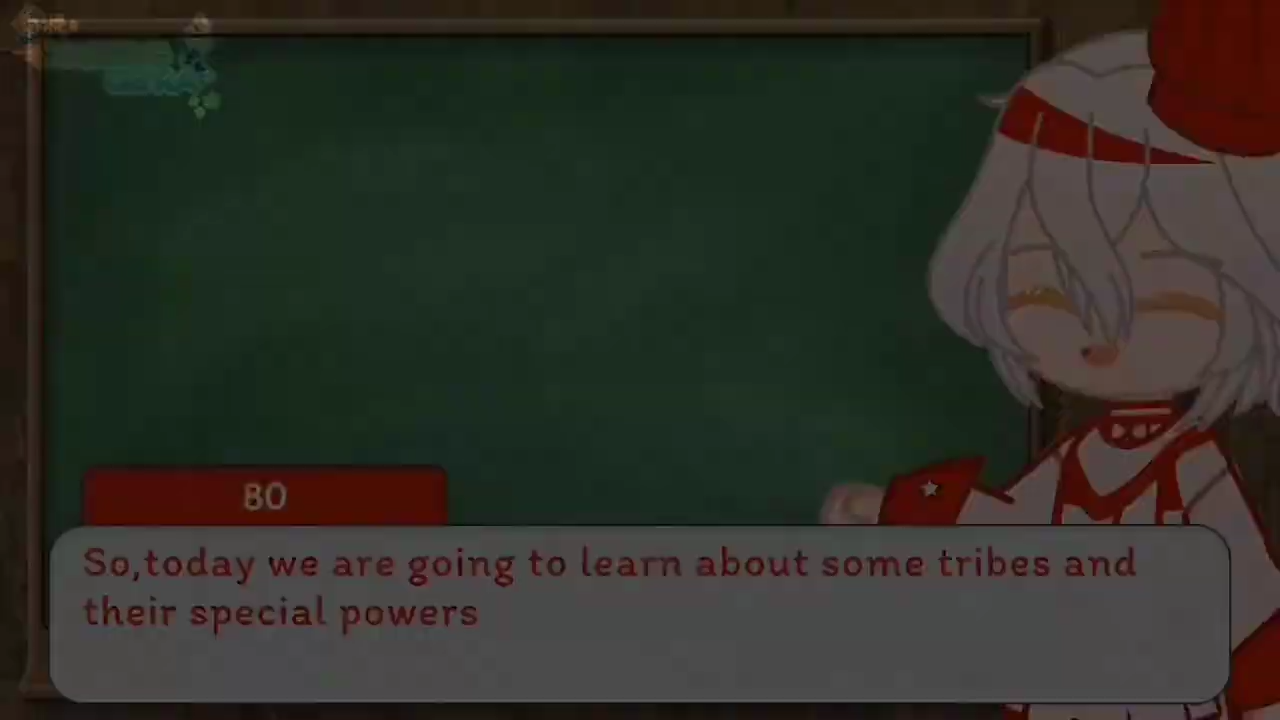 80
So,today we are going to learn about some tribes and
their special powers